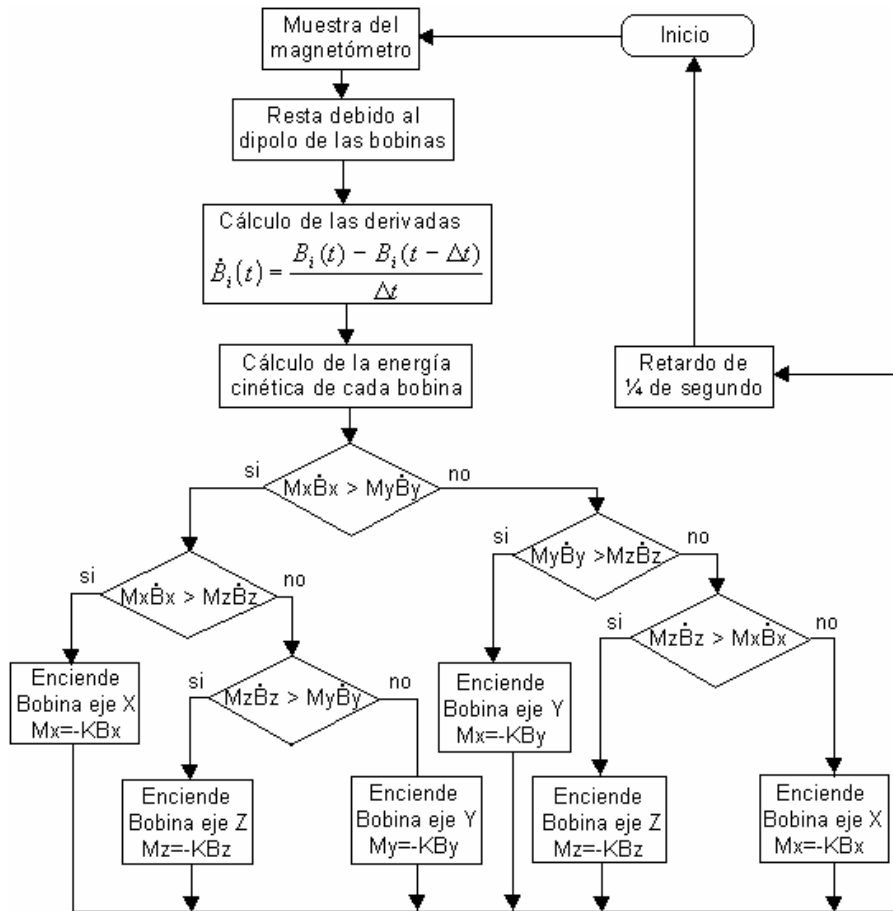 Inicio
Muestra del
magnetómetro
Resta debido al
dipolo de las bobinas
Cálculo de las derivadas
Ḃi(t) = (Bi(t) − Bi(t − Δt)) / Δt
Cálculo de la energía
cinética de cada bobina
Retardo de
¼ de segundo
si
MxḂx > MyḂy
no
si
MxḂx > MzḂz
no
si
MyḂy >MzḂz
no
si
MzḂz > MyḂy
no
si
MzḂz > MxḂx
no
Enciende
Bobina eje X
Mx=-KBx
Enciende
Bobina eje Y
Mx=-KBy
Enciende
Bobina eje Z
Mz=-KBz
Enciende
Bobina eje Y
My=-KBy
Enciende
Bobina eje Z
Mz=-KBz
Enciende
Bobina eje X
Mx=-KBx